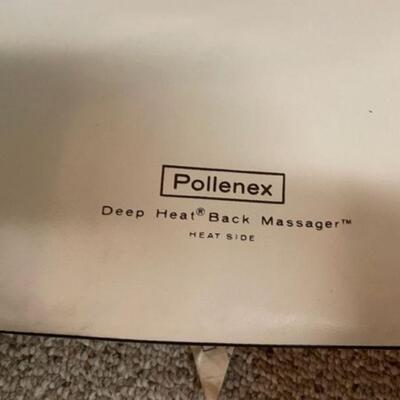 Pollenex
Deep Heat® Back Massager™
HEAT SIDE